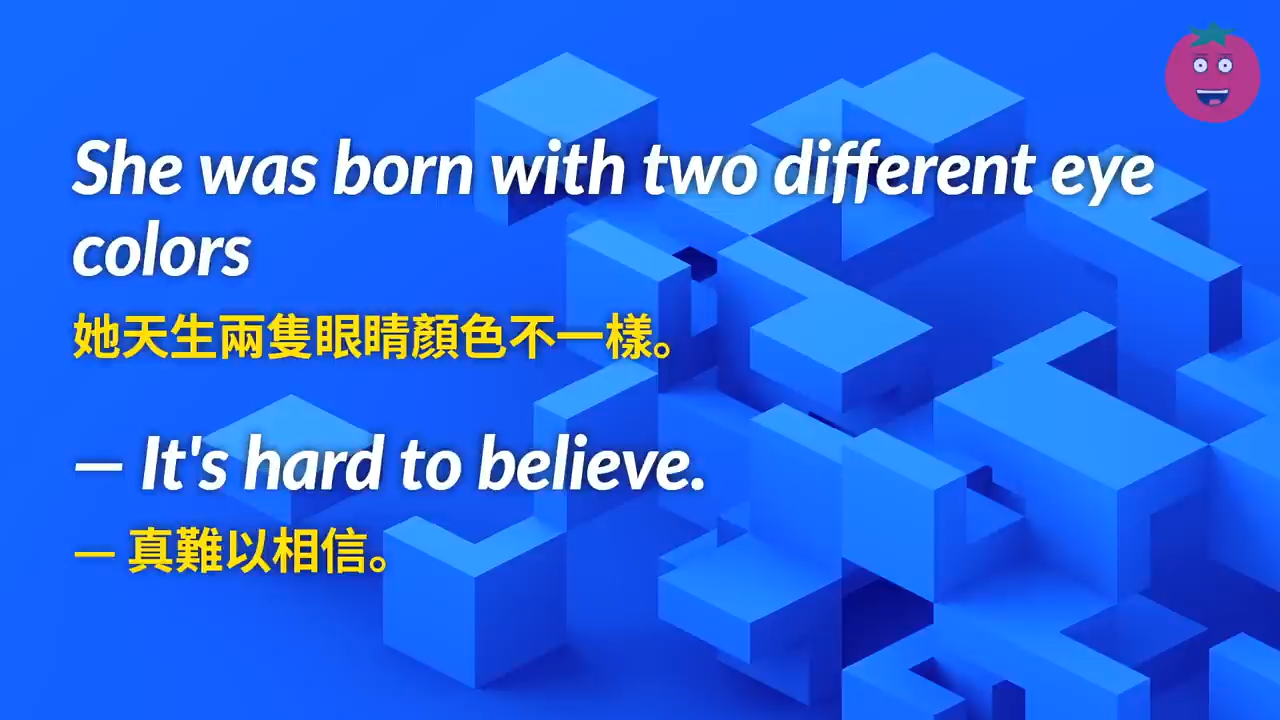 She was born with two different eye
colors
她天生兩隻眼睛顏色不一樣。
— It's hard to believe.
— 真難以相信。